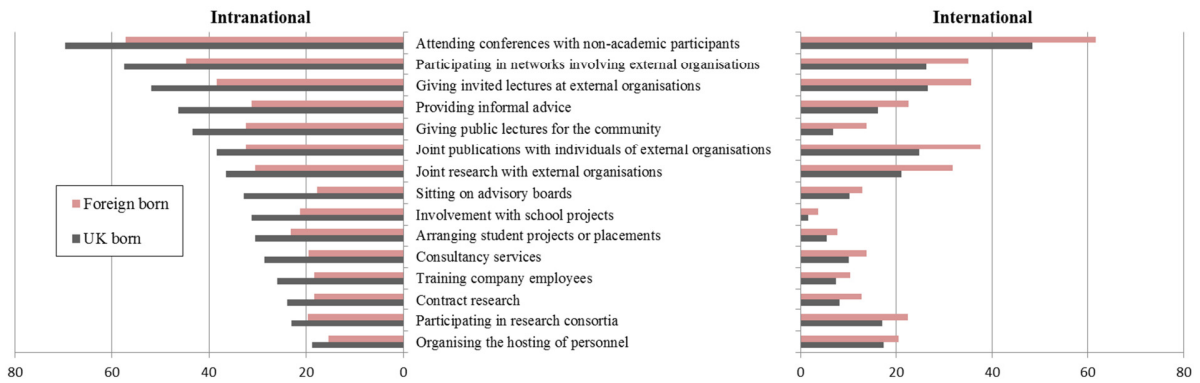 Intranational
International
Attending conferences with non-academic participants
Participating in networks involving external organisations
Giving invited lectures at external organisations
Providing informal advice
Giving public lectures for the community
Joint publications with individuals of external organisations
Joint research with external organisations
Sitting on advisory boards
Involvement with school projects
Arranging student projects or placements
Consultancy services
Training company employees
Contract research
Participating in research consortia
Organising the hosting of personnel
Foreign born
UK born
80 60 40 20 0
0 20 40 60 80